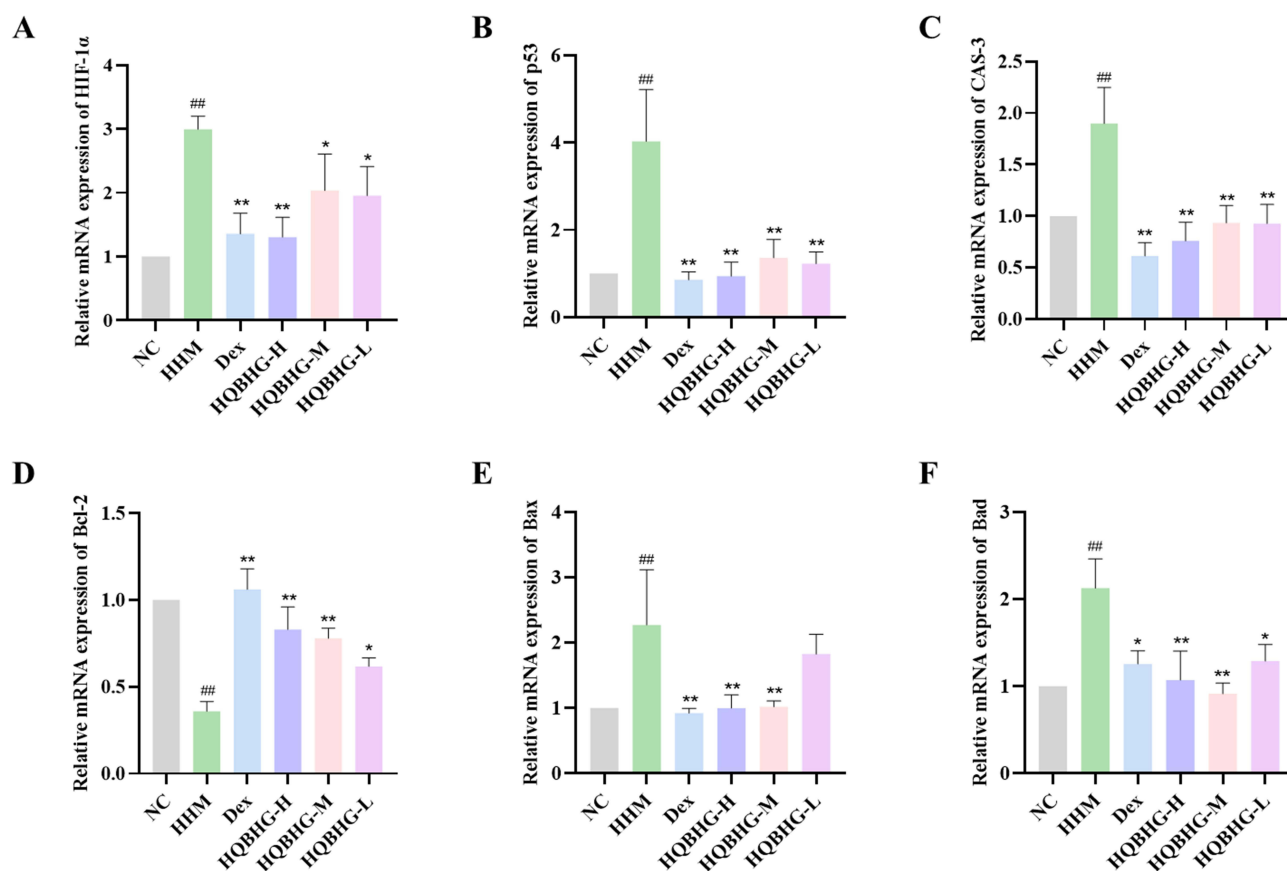 A
Relative mRNA expression of HIF-1α
4
3
2
1
0
##
**
**
*
*
NC
HHM
Dex
HQBHG-H
HQBHG-M
HQBHG-L
B
Relative mRNA expression of p53
6
4
2
0
##
**
**
**
**
NC
HHM
Dex
HQBHG-H
HQBHG-M
HQBHG-L
C
Relative mRNA expression of CAS-3
2.5
2.0
1.5
1.0
0.5
0.0
##
**
**
**
**
NC
HHM
Dex
HQBHG-H
HQBHG-M
HQBHG-L
D
Relative mRNA expression of Bcl-2
1.5
1.0
0.5
0.0
##
**
**
**
*
NC
HHM
Dex
HQBHG-H
HQBHG-M
HQBHG-L
E
Relative mRNA expression of Bax
4
3
2
1
0
##
**
**
**
NC
HHM
Dex
HQBHG-H
HQBHG-M
HQBHG-L
F
Relative mRNA expression of Bad
3
2
1
0
##
*
**
**
*
NC
HHM
Dex
HQBHG-H
HQBHG-M
HQBHG-L